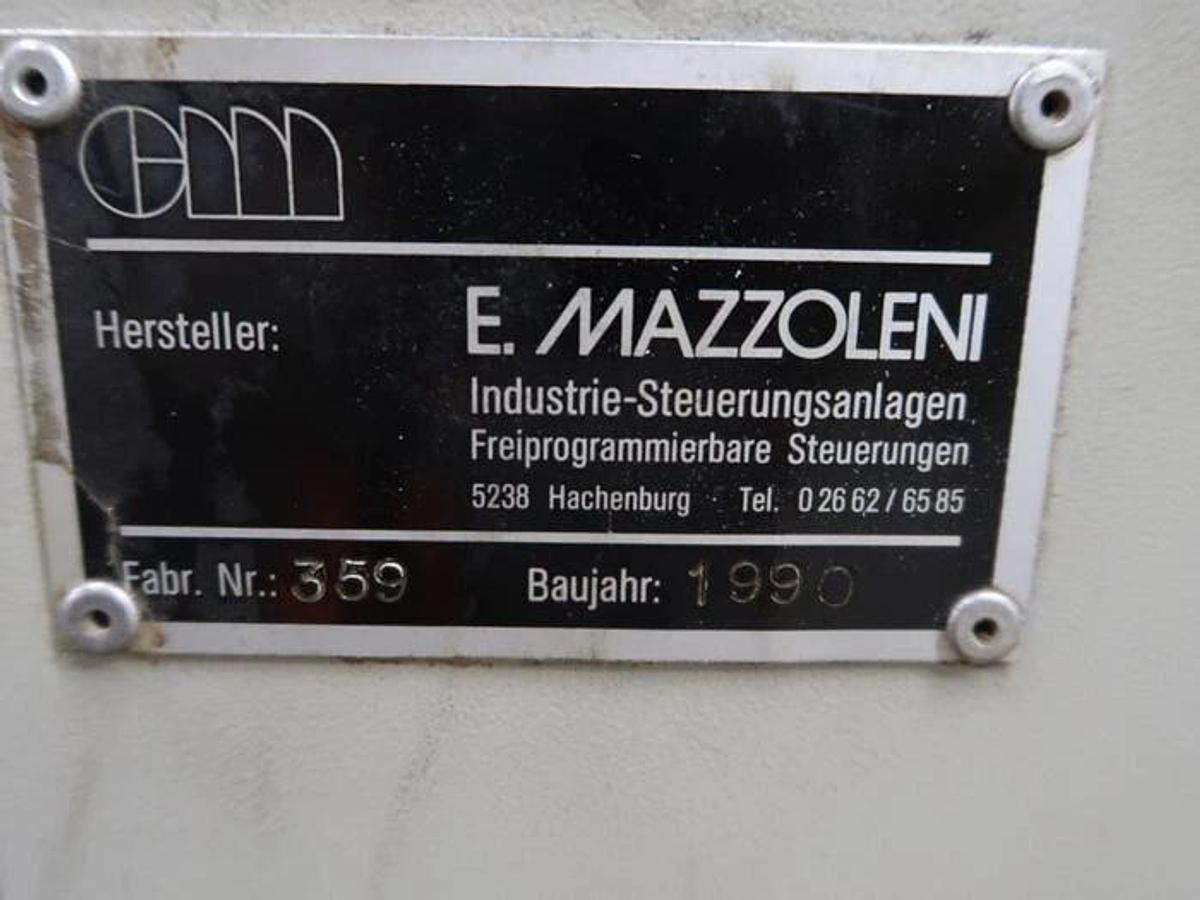 em
Hersteller: E. MAZZOLENI
Industrie-Steuerungsanlagen
Freiprogrammierbare Steuerungen
5238 Hachenburg · Tel. 0 26 62 / 65 85
Fabr. Nr.: 359 Baujahr: 1990